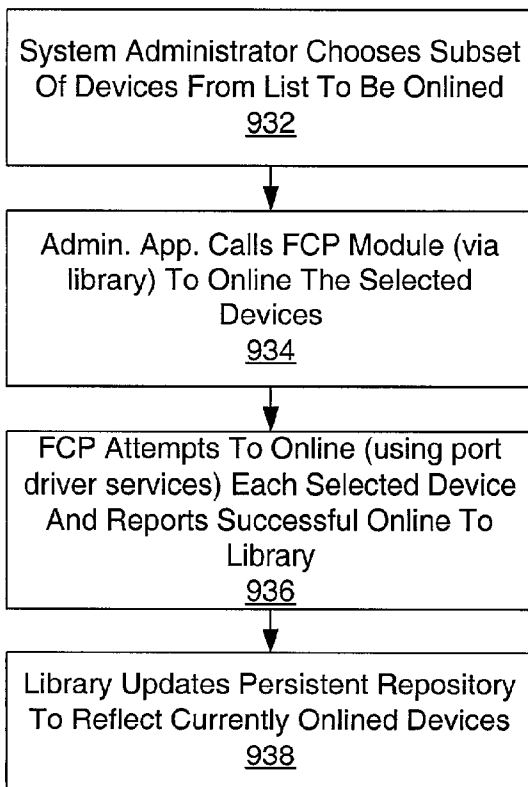 System Administrator Chooses Subset
Of Devices From List To Be Onlined
932
Admin. App. Calls FCP Module (via
library) To Online The Selected
Devices
934
FCP Attempts To Online (using port
driver services) Each Selected Device
And Reports Successful Online To
Library
936
Library Updates Persistent Repository
To Reflect Currently Onlined Devices
938